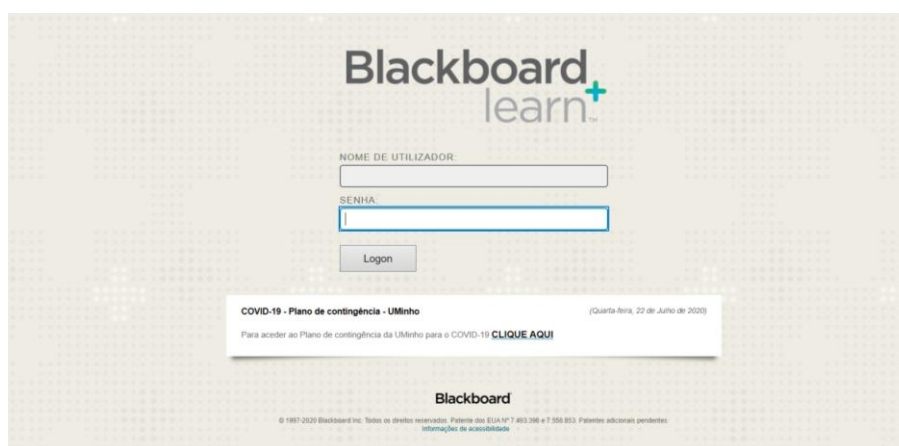 Blackboard
learn+™
NOME DE UTILIZADOR:
SENHA:
Logon
COVID-19 - Plano de contingência - UMinho
(Quarta-feira, 22 de Julho de 2020)
Para aceder ao Plano de contingência da UMinho para o COVID-19 CLIQUE AQUI
Blackboard
© 1997-2020 Blackboard Inc. Todos os direitos reservados. Patente dos EUA Nº 7.493.396 e 7.558.853. Patentes adicionais pendentes.
Informações de acessibilidade